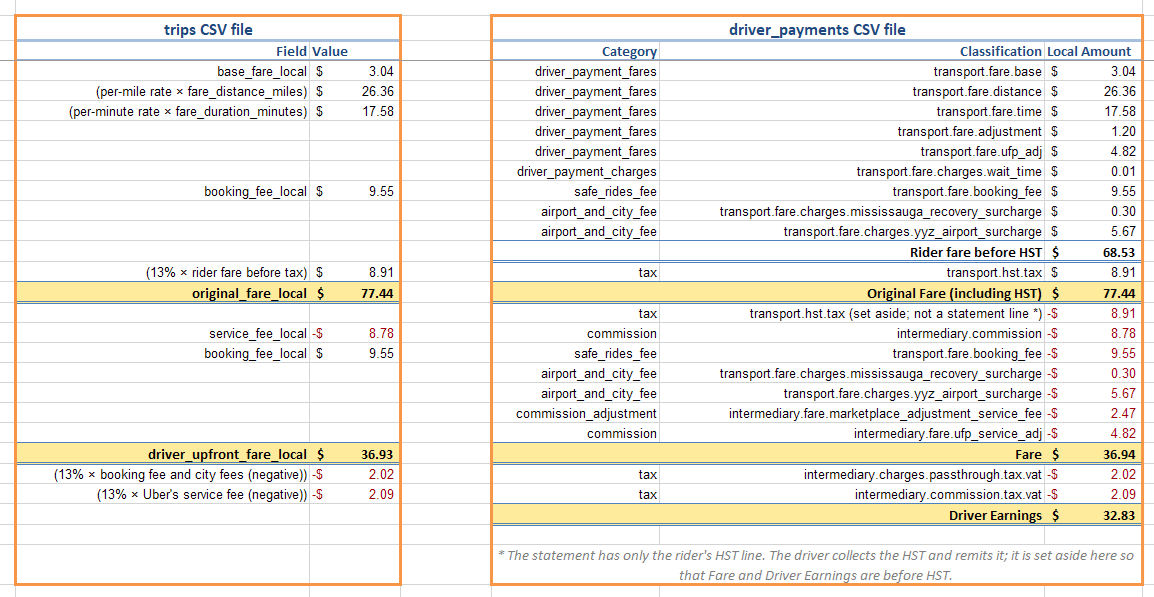 trips CSV file
Field Value
base_fare_local $ 3.04
(per-mile rate × fare_distance_miles) $ 26.36
(per-minute rate × fare_duration_minutes) $ 17.58
booking_fee_local $ 9.55
(13% × rider fare before tax) $ 8.91
original_fare_local $ 77.44
service_fee_local -$ 8.78
booking_fee_local $ 9.55
driver_upfront_fare_local $ 36.93
(13% × booking fee and city fees (negative)) -$ 2.02
(13% × Uber's service fee (negative)) -$ 2.09
driver_payments CSV file
Category Classification Local Amount
driver_payment_fares transport.fare.base $ 3.04
driver_payment_fares transport.fare.distance $ 26.36
driver_payment_fares transport.fare.time $ 17.58
driver_payment_fares transport.fare.adjustment $ 1.20
driver_payment_fares transport.fare.ufp_adj $ 4.82
driver_payment_charges transport.fare.charges.wait_time $ 0.01
safe_rides_fee transport.fare.booking_fee $ 9.55
airport_and_city_fee transport.fare.charges.mississauga_recovery_surcharge $ 0.30
airport_and_city_fee transport.fare.charges.yyz_airport_surcharge $ 5.67
Rider fare before HST $ 68.53
tax transport.hst.tax $ 8.91
Original Fare (including HST) $ 77.44
tax transport.hst.tax (set aside; not a statement line *) -$ 8.91
commission intermediary.commission -$ 8.78
safe_rides_fee transport.fare.booking_fee -$ 9.55
airport_and_city_fee transport.fare.charges.mississauga_recovery_surcharge -$ 0.30
airport_and_city_fee transport.fare.charges.yyz_airport_surcharge -$ 5.67
commission_adjustment intermediary.fare.marketplace_adjustment_service_fee -$ 2.47
commission intermediary.fare.ufp_service_adj -$ 4.82
Fare $ 36.94
tax intermediary.charges.passthrough.tax.vat -$ 2.02
tax intermediary.commission.tax.vat -$ 2.09
Driver Earnings $ 32.83
* The statement has only the rider's HST line. The driver collects the HST and remits it; it is set aside here so
that Fare and Driver Earnings are before HST.